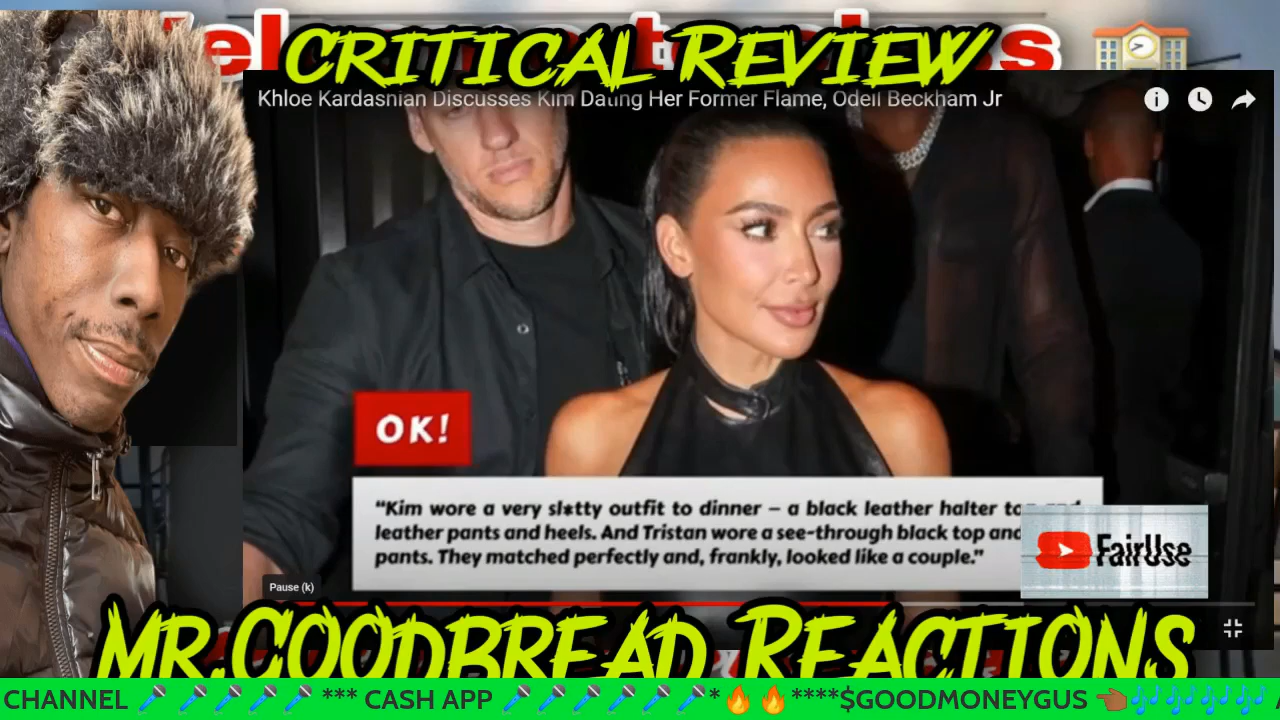 CRITICAL REVIEW
Khloe Kardashian Discusses Kim Dating Her Former Flame, Odell Beckham Jr
OK!
“Kim wore a very sl*tty outfit to dinner – a black leather halter top and
leather pants and heels. And Tristan wore a see-through black top and
pants. They matched perfectly and, frankly, looked like a couple.”
FairUse
Pause (k)
MR.GOODBREAD REACTIONS
CHANNEL 🎤 🎤 🎤 🎤 🎤 *** CASH APP 🎤 🎤 🎤 🎤 🎤* 🔥 🔥 ****$GOODMONEYGUS 👈🏾🎶🎶🎶🎶🎶